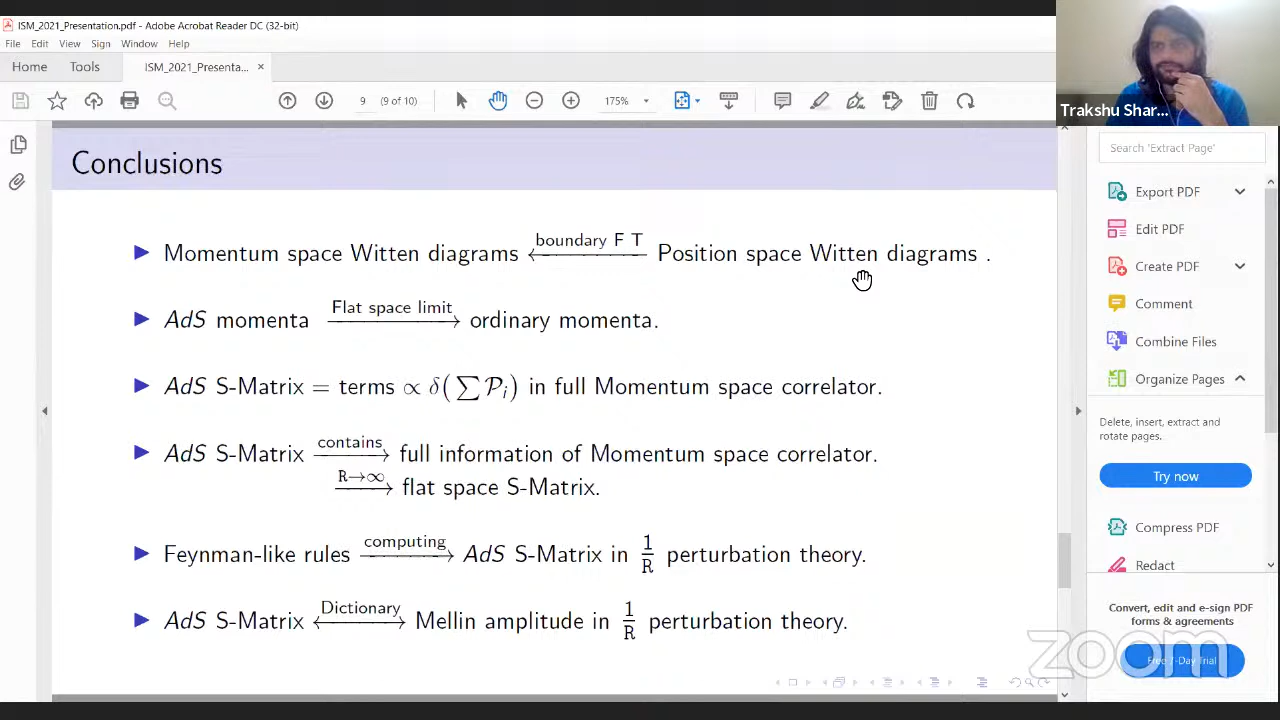 ISM_2021_Presentation.pdf - Adobe Acrobat Reader DC (32-bit)
File Edit View Sign Window Help
Home Tools ISM_2021_Presenta... ×
9 (9 of 10) 175%
Trakshu Shar...
Conclusions
Momentum space Witten diagrams ←boundary F T Position space Witten diagrams .
AdS momenta Flat space limit→ ordinary momenta.
AdS S-Matrix = terms ∝ δ(∑ 𝒫ᵢ) in full Momentum space correlator.
AdS S-Matrix contains→ full information of Momentum space correlator.
R→∞→ flat space S-Matrix.
Feynman-like rules computing→ AdS S-Matrix in 1/R perturbation theory.
AdS S-Matrix ←Dictionary→ Mellin amplitude in 1/R perturbation theory.
Search 'Extract Page'
Export PDF
Edit PDF
Create PDF
Comment
Combine Files
Organize Pages
Delete, insert, extract and
rotate pages.
Try now
Compress PDF
Redact
Convert, edit and e-sign PDF
forms & agreements
Free 7-Day Trial
zoom